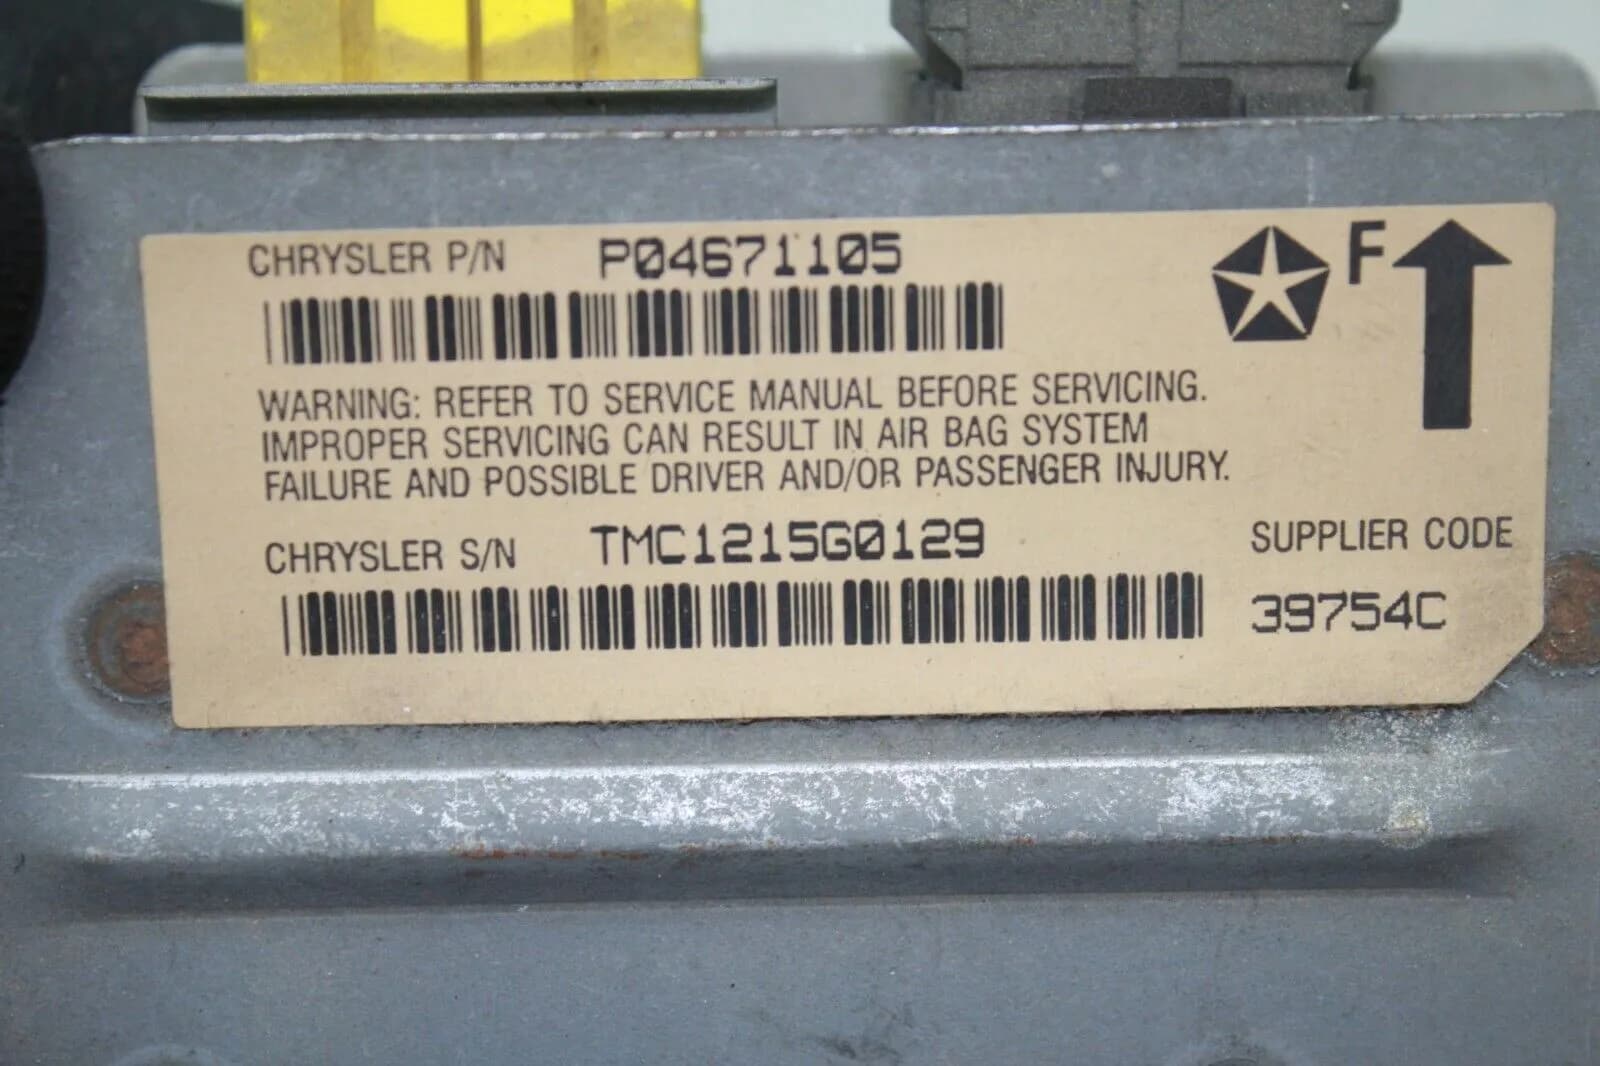 CHRYSLER P/N P04671105
F
WARNING: REFER TO SERVICE MANUAL BEFORE SERVICING.
IMPROPER SERVICING CAN RESULT IN AIR BAG SYSTEM
FAILURE AND POSSIBLE DRIVER AND/OR PASSENGER INJURY.
CHRYSLER S/N TMC1215G0129
SUPPLIER CODE
39754C